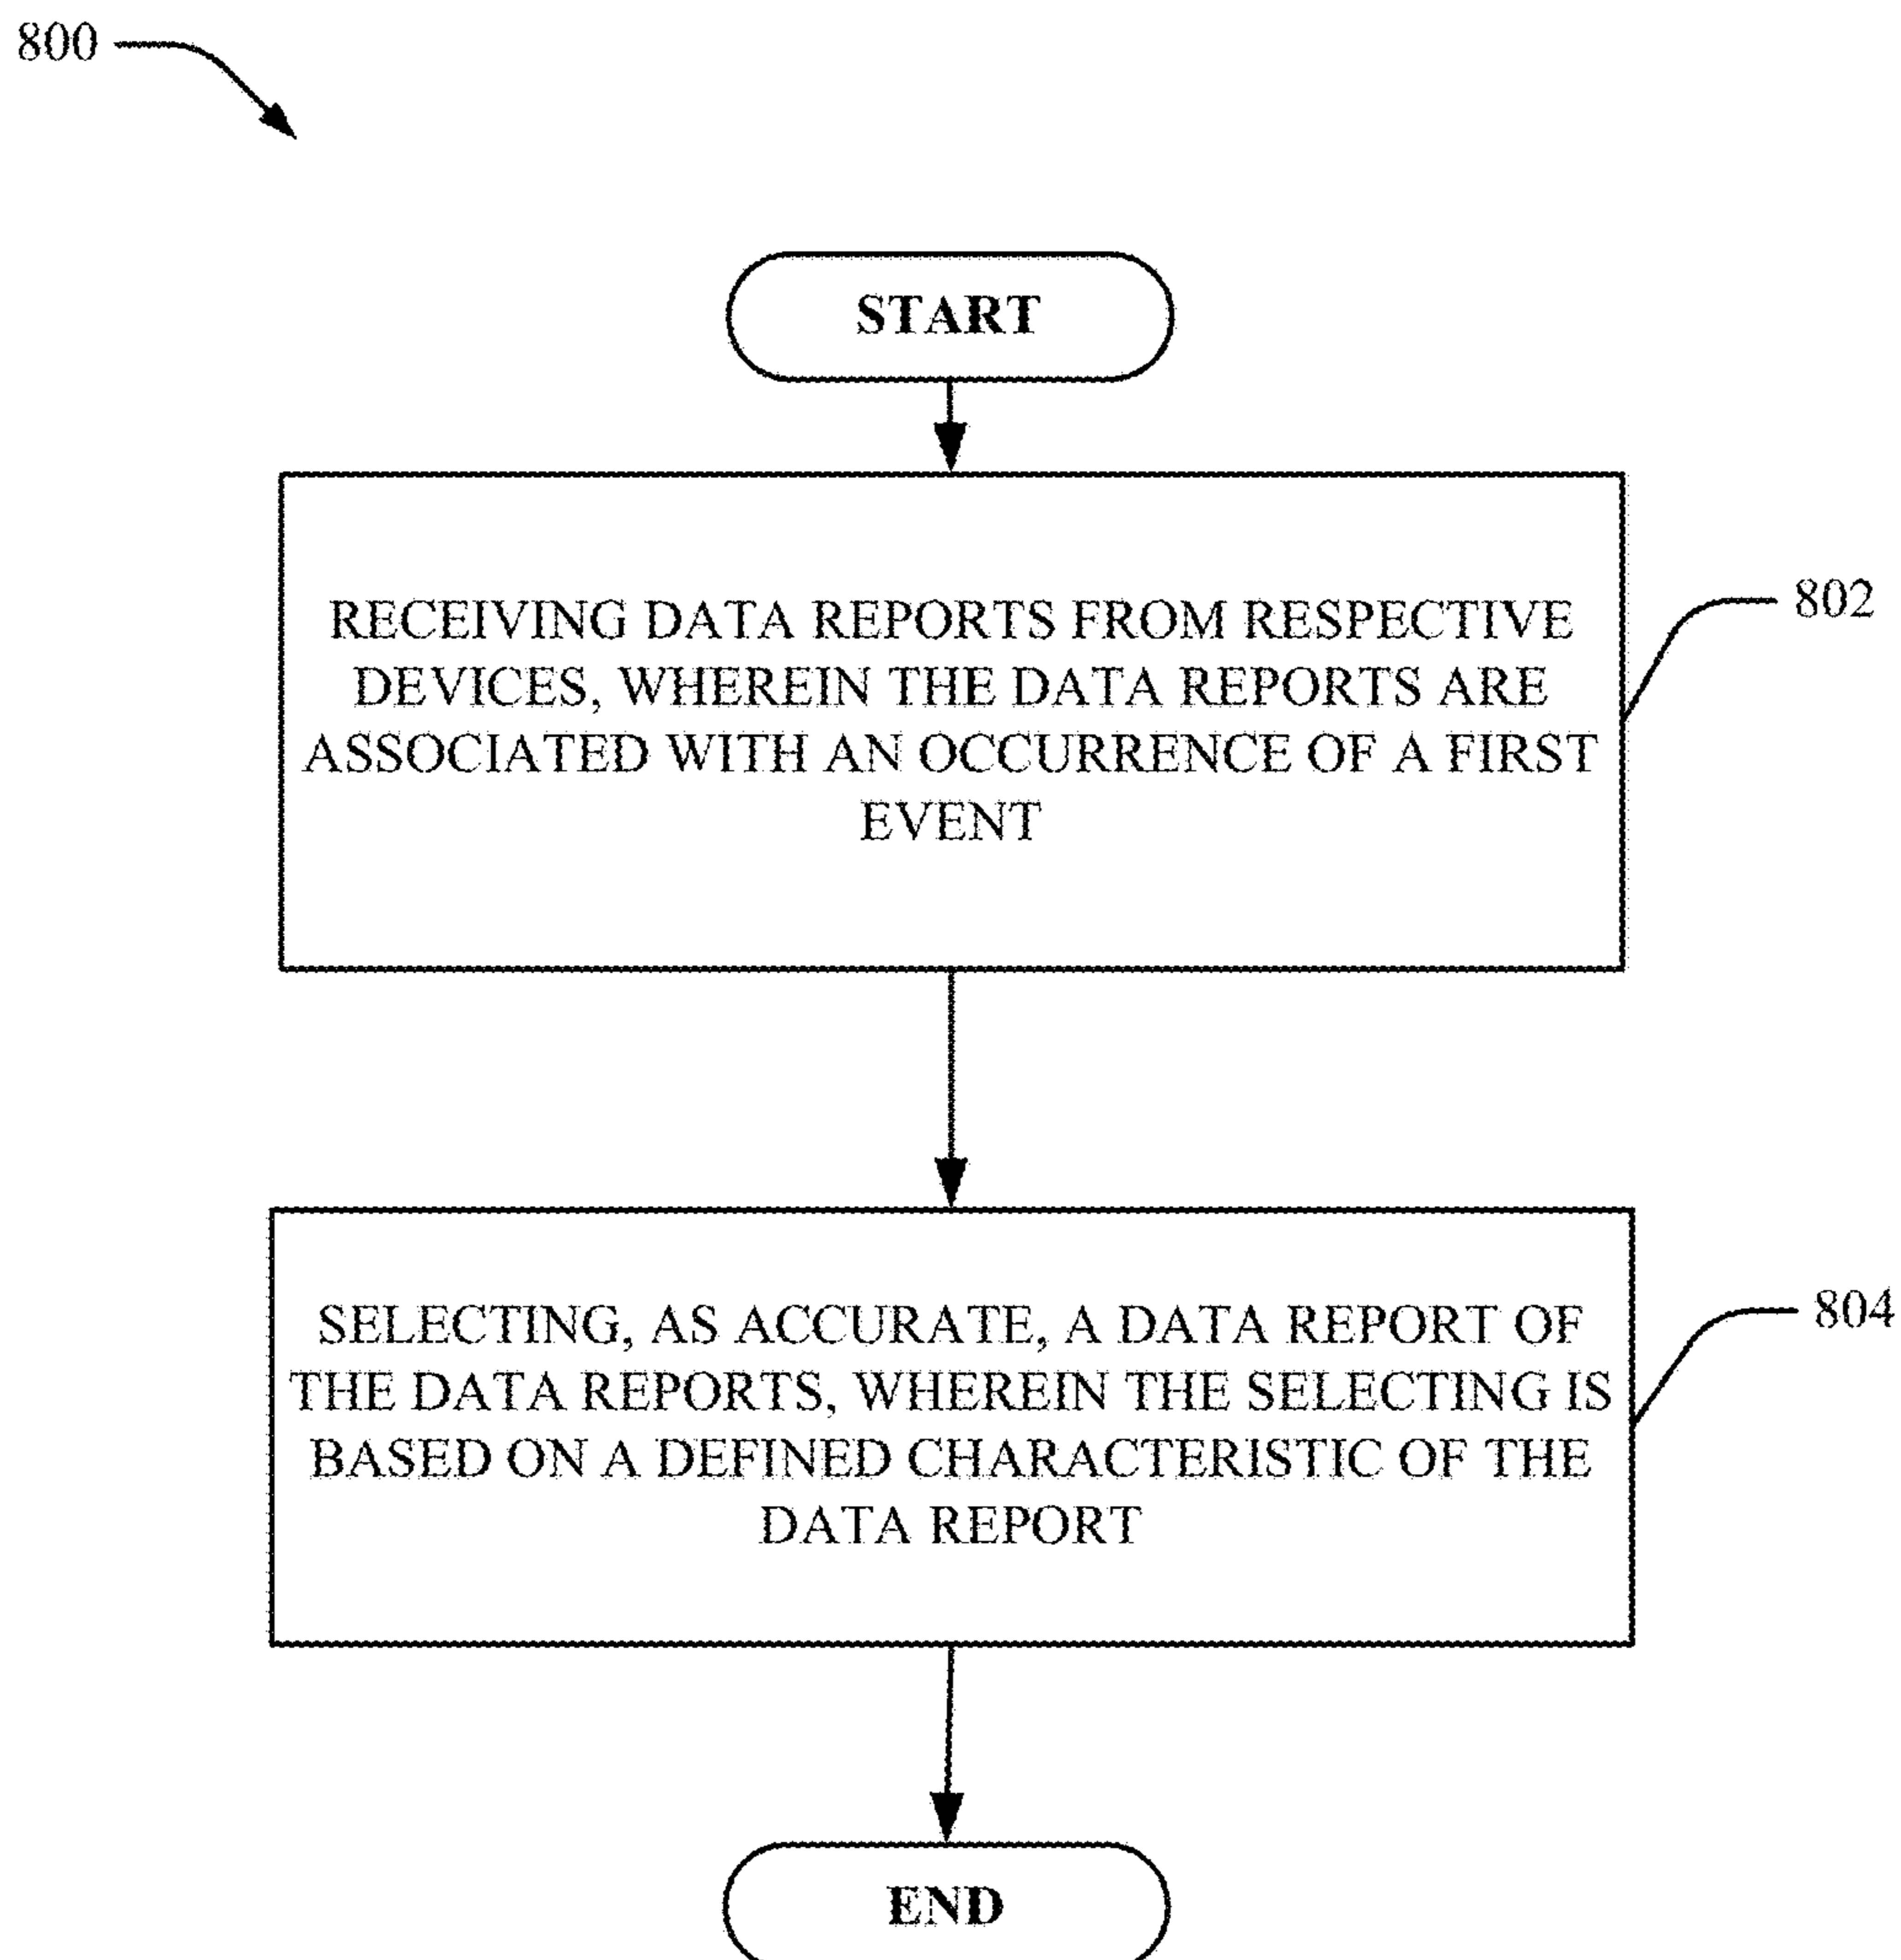 800
START
RECEIVING DATA REPORTS FROM RESPECTIVE
DEVICES, WHEREIN THE DATA REPORTS ARE
ASSOCIATED WITH AN OCCURRENCE OF A FIRST
EVENT
802
SELECTING, AS ACCURATE, A DATA REPORT OF
THE DATA REPORTS, WHEREIN THE SELECTING IS
BASED ON A DEFINED CHARACTERISTIC OF THE
DATA REPORT
804
END